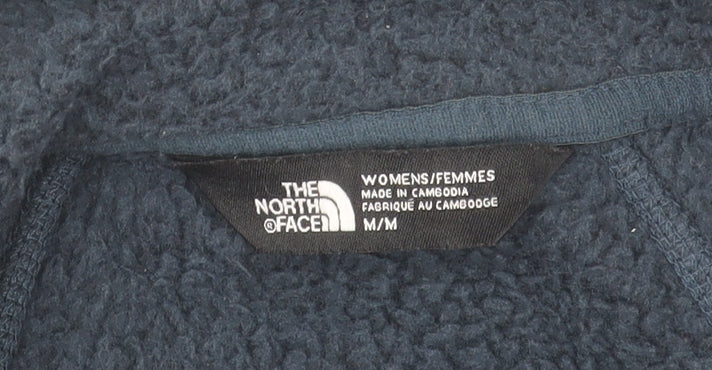 THE
NORTH
®FACE
WOMENS/FEMMES
MADE IN CAMBODIA
FABRIQUÉ AU CAMBODGE
M/M